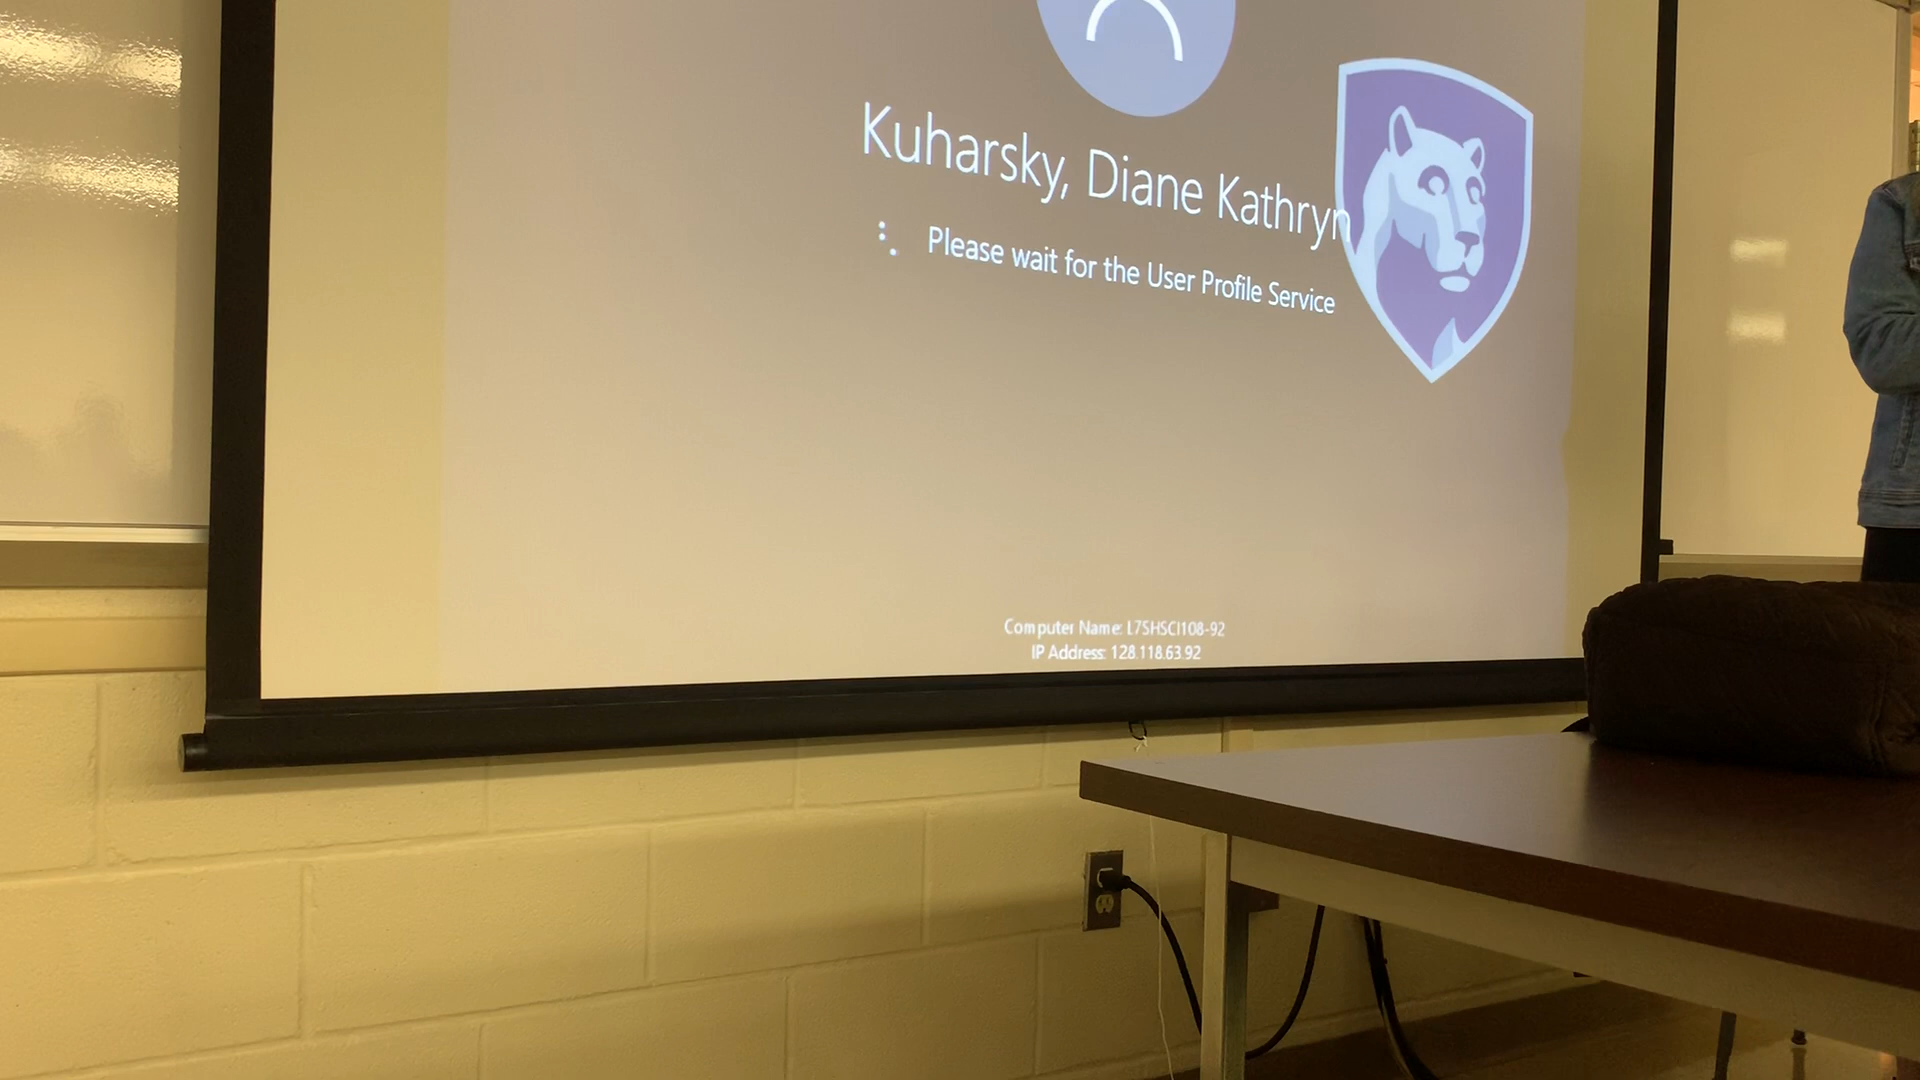 Kuharsky, Diane Kathryn
Please wait for the User Profile Service
Computer Name: L7SHSCI108-92
IP Address: 128.118.63.92